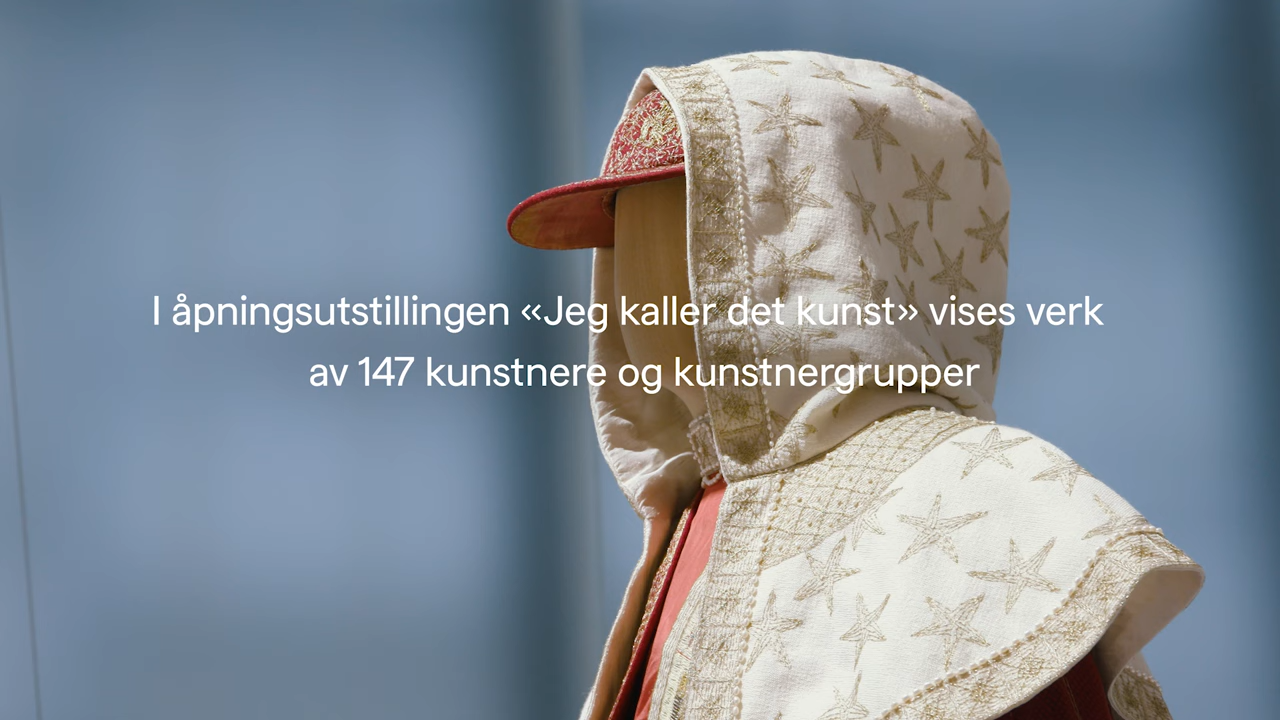 I åpningsutstillingen «Jeg kaller det kunst» vises verk
av 147 kunstnere og kunstnergrupper